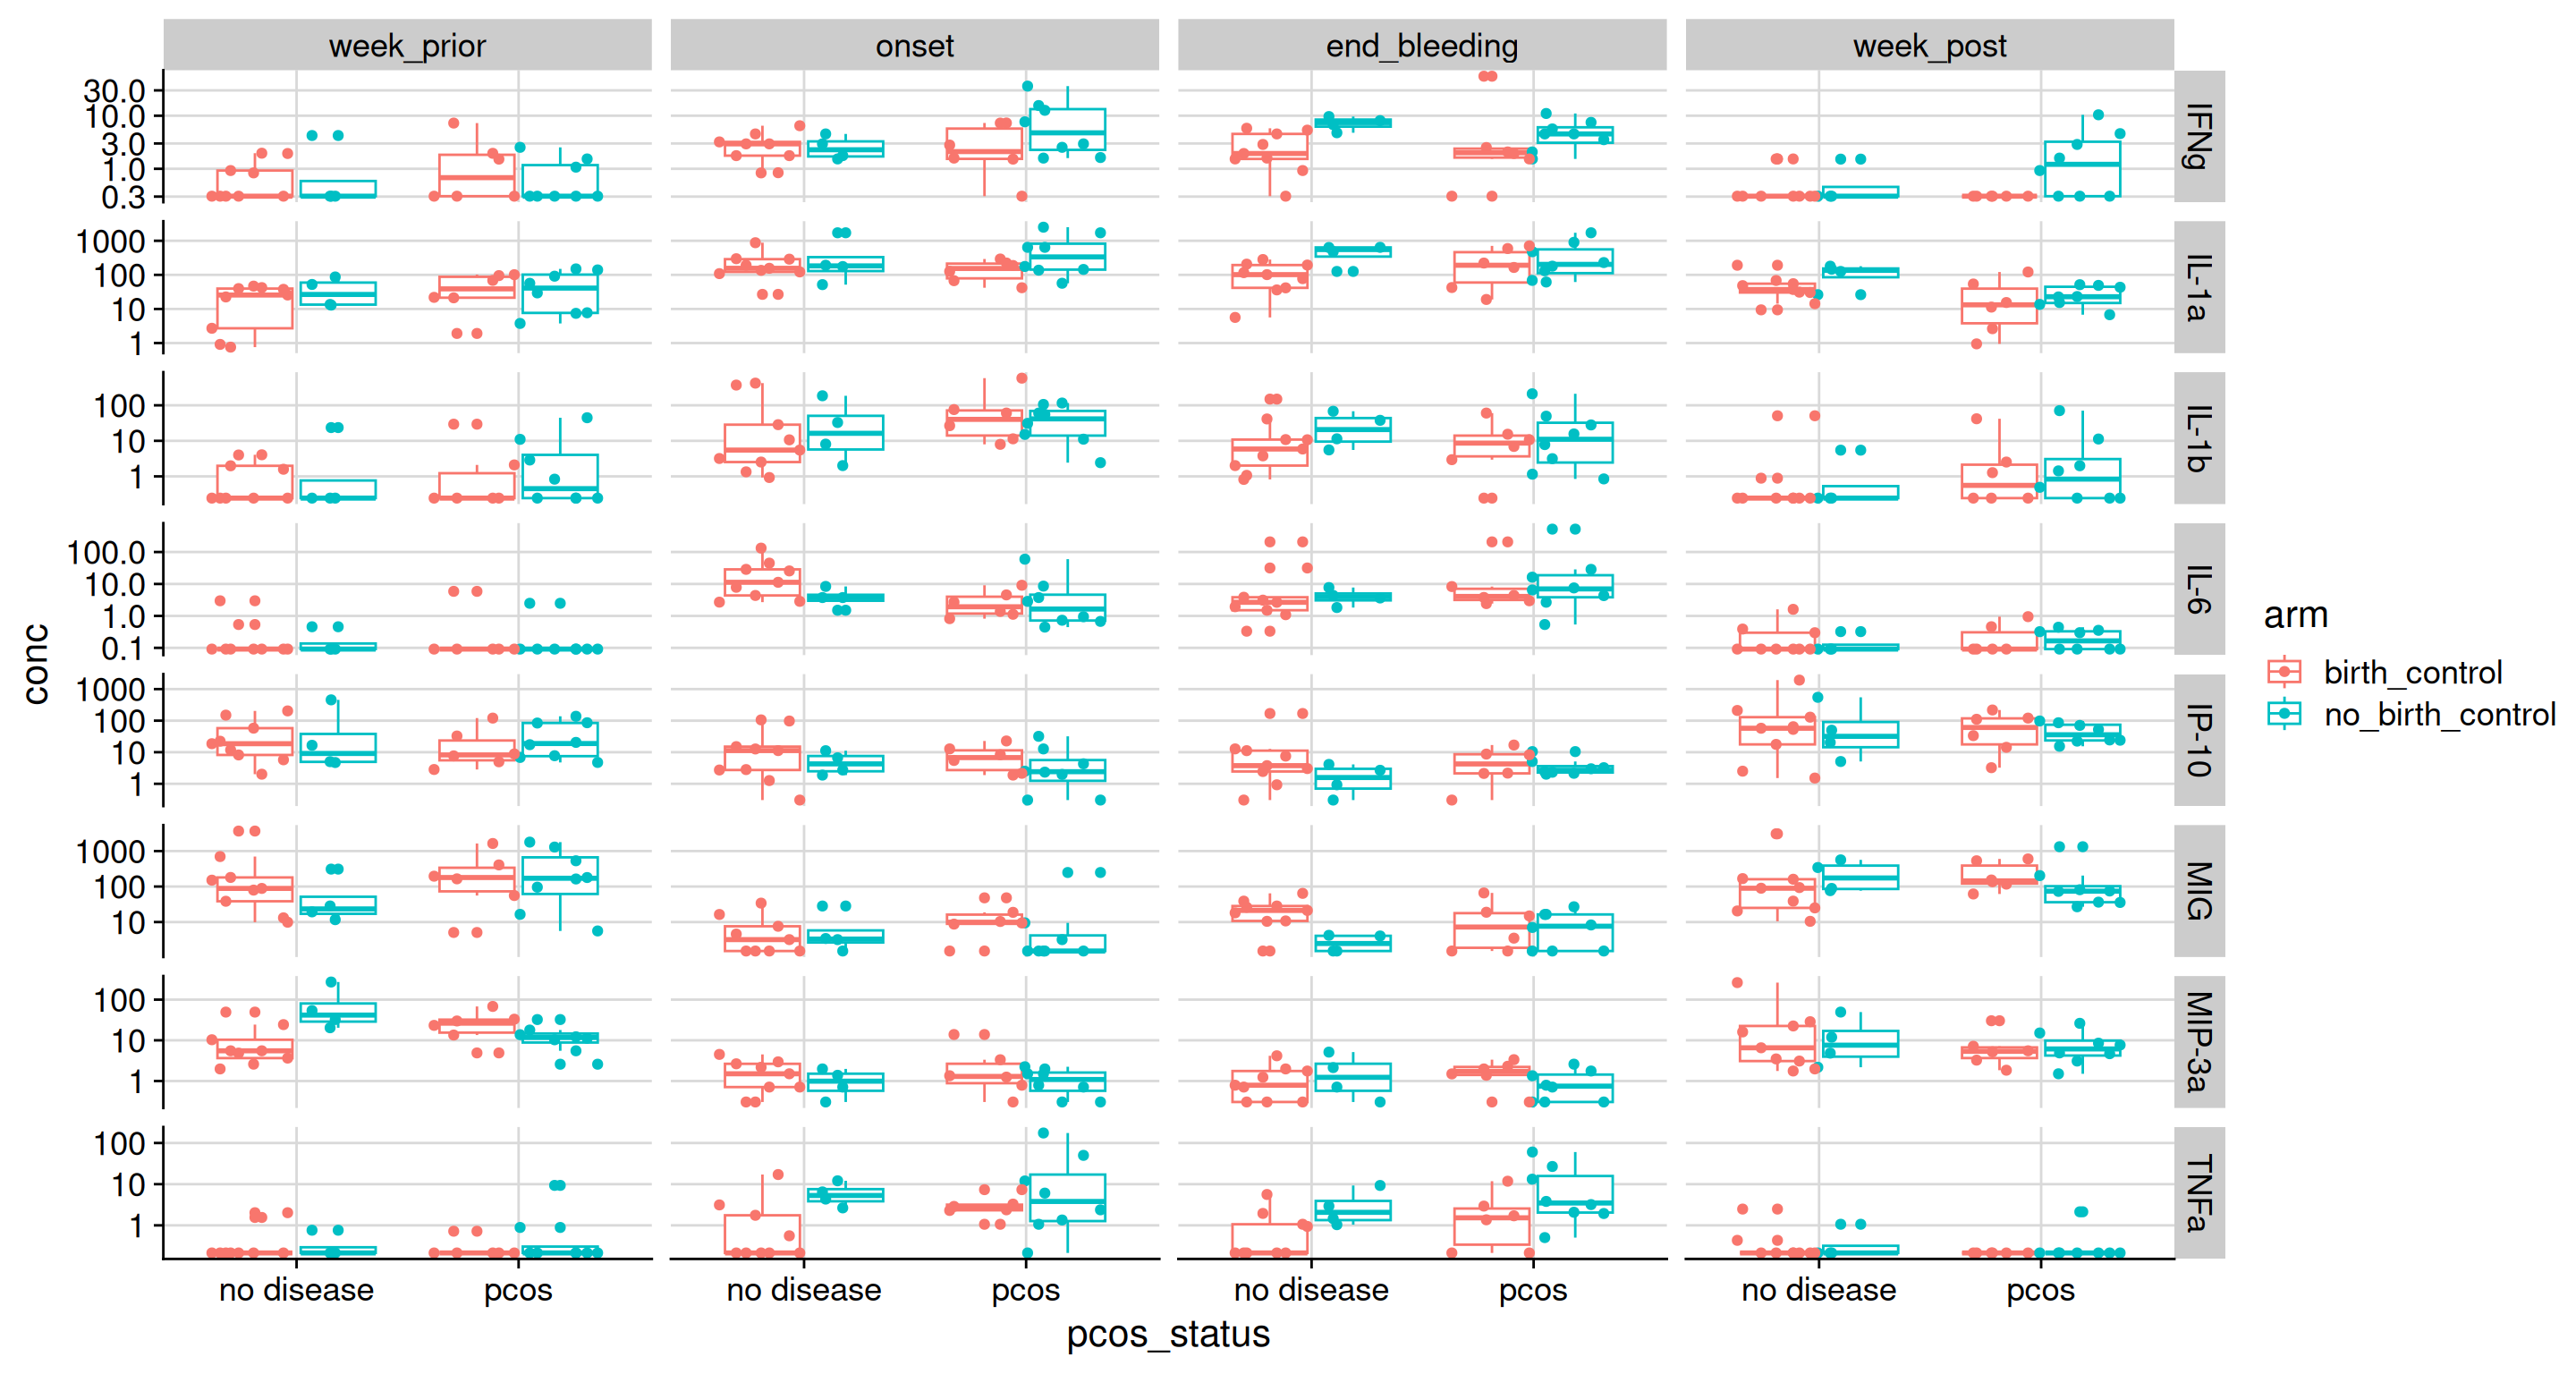 week_prior onset end_bleeding week_post
30.0
10.0
3.0
1.0
0.3
IFNg
1000
100
10
1
IL-1a
100
10
1
IL-1b
100.0
10.0
1.0
0.1
IL-6
1000
100
10
1
IP-10
1000
100
10
MIG
100
10
1
MIP-3a
100
10
1
TNFa
conc
no disease pcos no disease pcos no disease pcos no disease pcos
pcos_status
arm
birth_control
no_birth_control